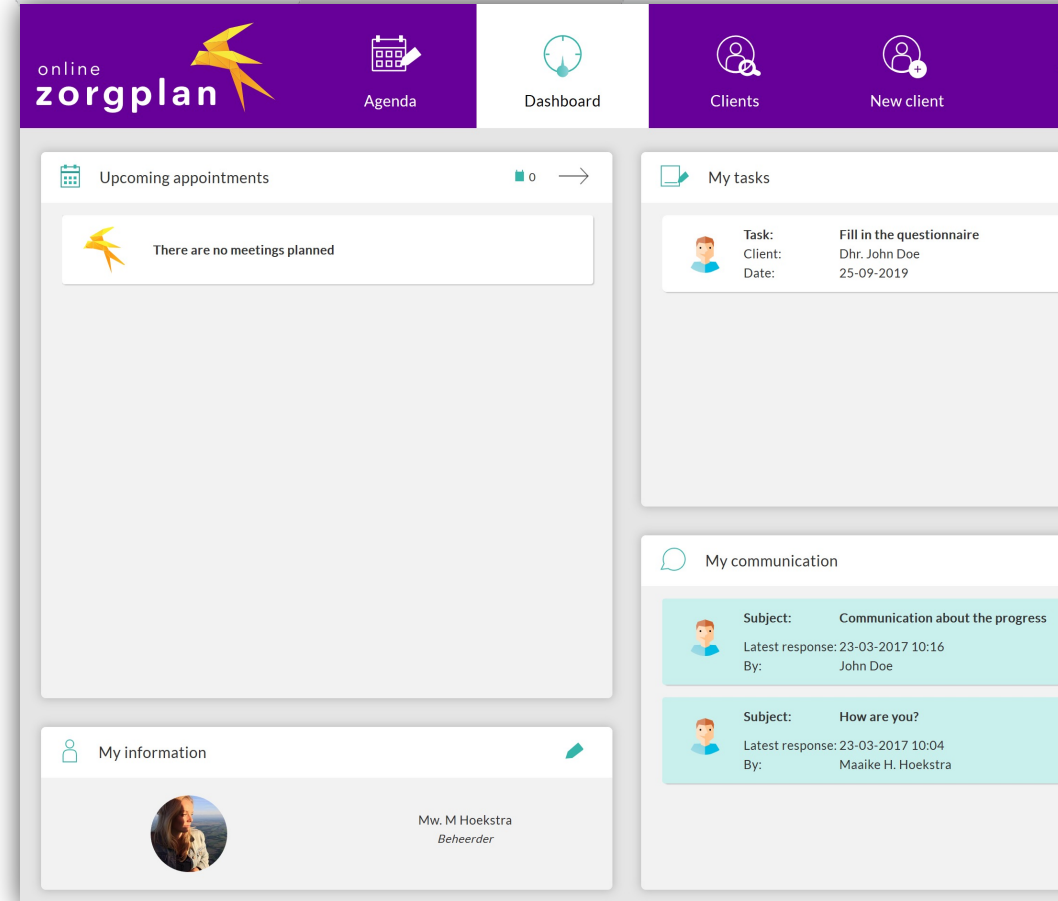 online
zorgplan
Agenda
Dashboard
Clients
New client
Upcoming appointments
0
There are no meetings planned
My tasks
Task: Fill in the questionnaire
Client: Dhr. John Doe
Date: 25-09-2019
My communication
Subject: Communication about the progress
Latest response: 23-03-2017 10:16
By: John Doe
Subject: How are you?
Latest response: 23-03-2017 10:04
By: Maaike H. Hoekstra
My information
Mw. M Hoekstra
Beheerder